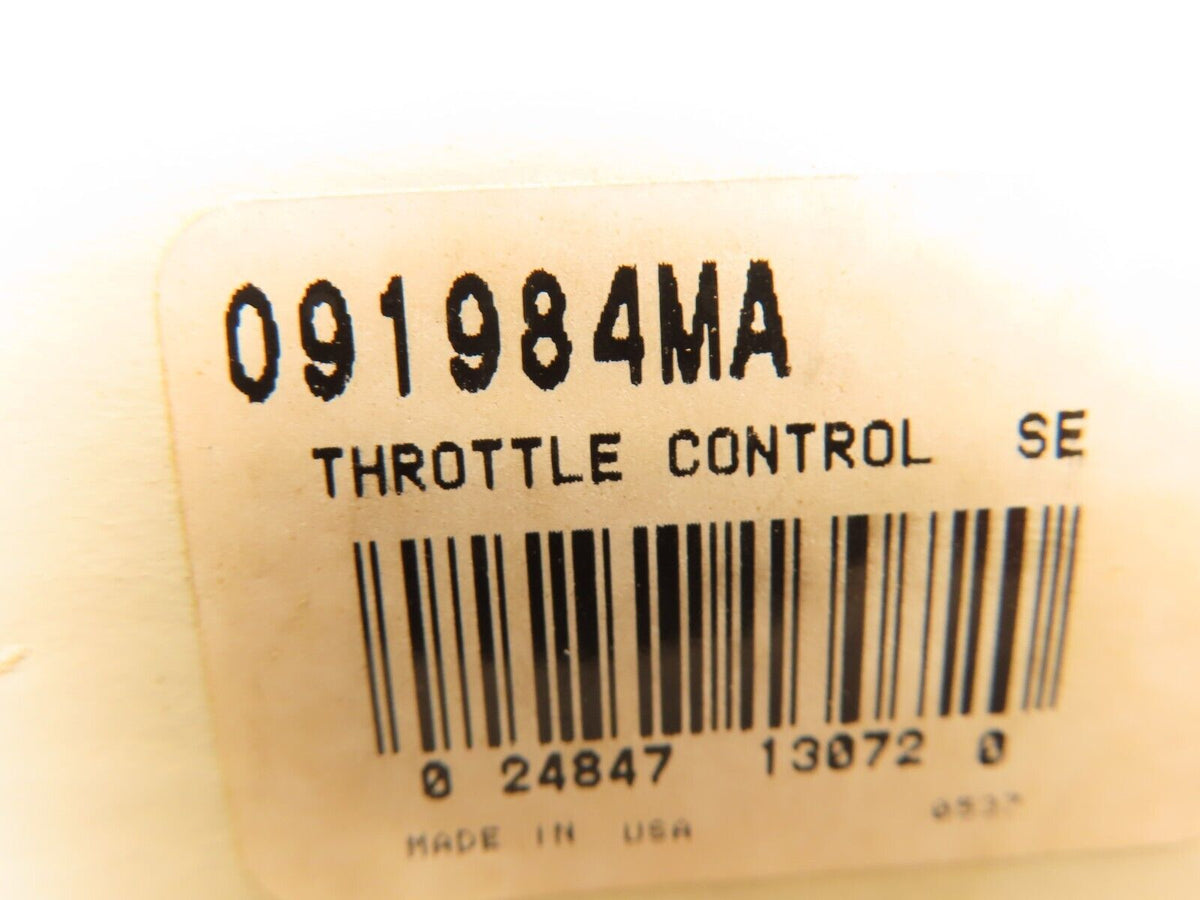 091984MA
THROTTLE CONTROL SE
0 24847 13072 0
MADE IN USA